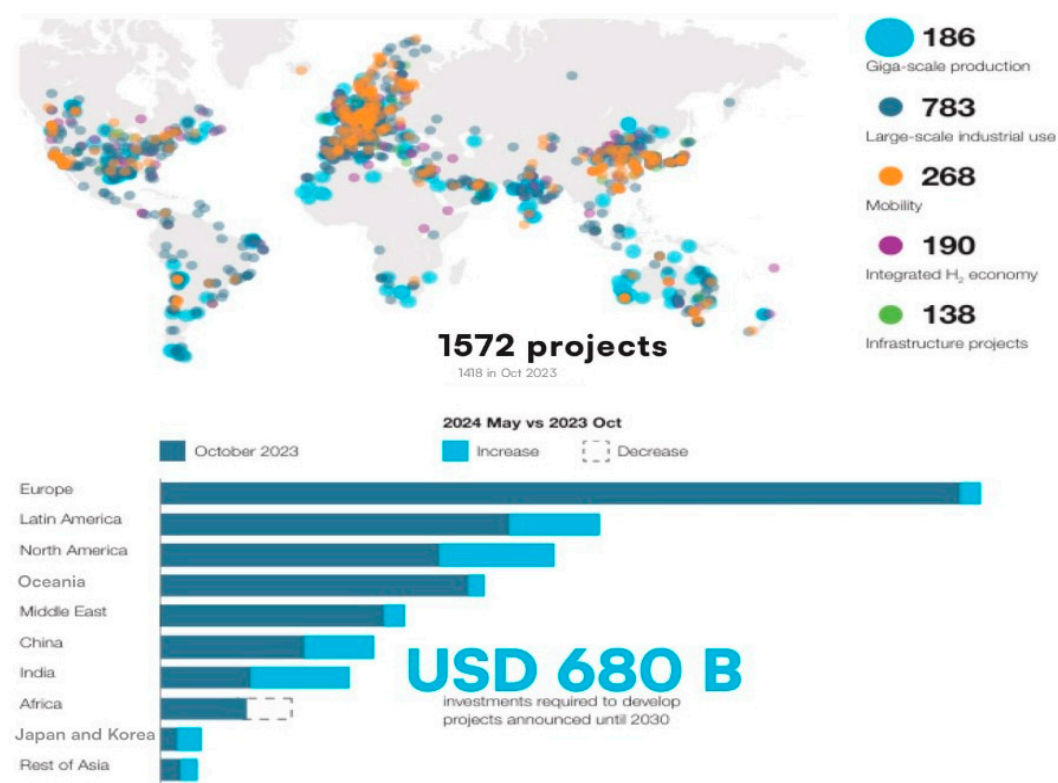 186
Giga-scale production
783
Large-scale industrial use
268
Mobility
190
Integrated H₂ economy
138
Infrastructure projects
1572 projects
1418 in Oct 2023
2024 May vs 2023 Oct
October 2023
Increase
Decrease
Europe
Latin America
North America
Oceania
Middle East
China
India
Africa
Japan and Korea
Rest of Asia
USD 680 B
investments required to develop
projects announced until 2030